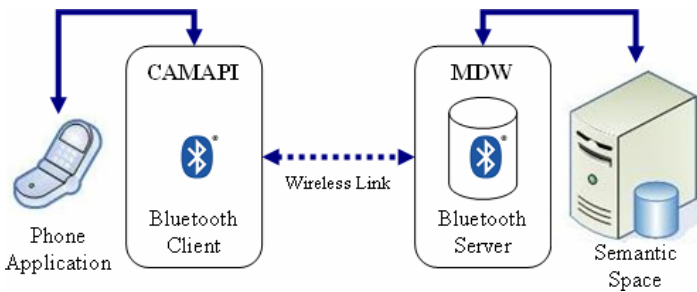 CAMAPI
MDW
®
®
Wireless Link
Bluetooth
Client
Bluetooth
Server
Phone
Application
Semantic
Space